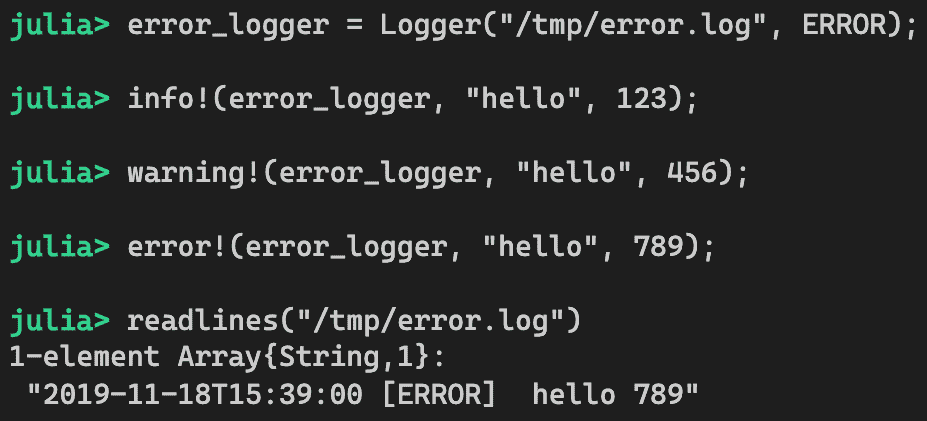 julia> error_logger = Logger("/tmp/error.log", ERROR);
julia> info!(error_logger, "hello", 123);
julia> warning!(error_logger, "hello", 456);
julia> error!(error_logger, "hello", 789);
julia> readlines("/tmp/error.log")
1-element Array{String,1}:
 "2019-11-18T15:39:00 [ERROR]  hello 789"